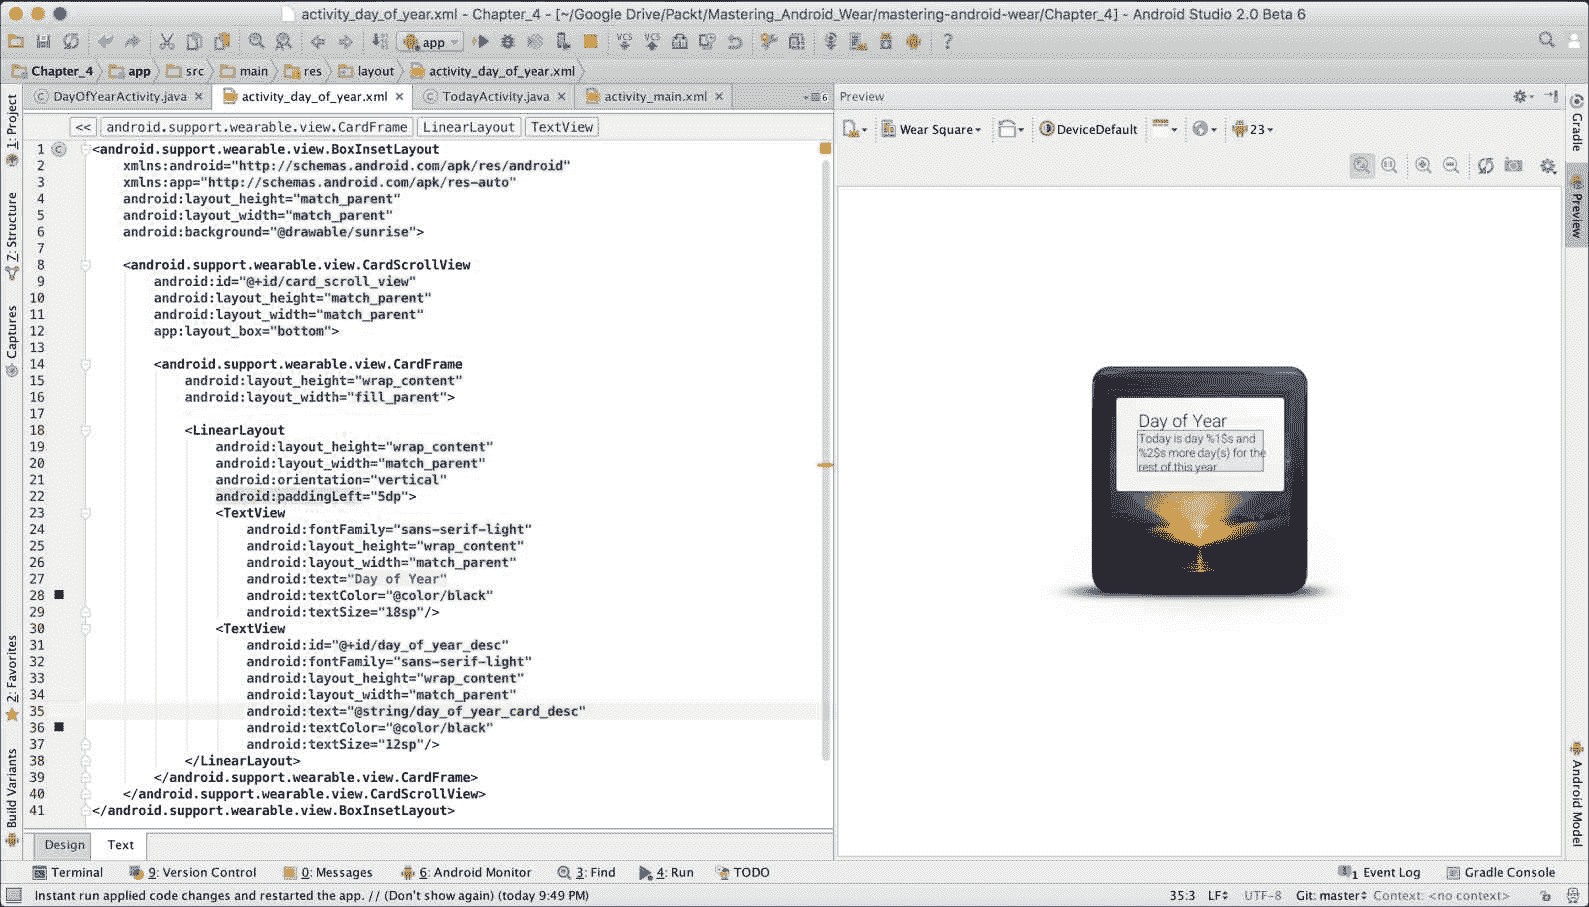 activity_day_of_year.xml - Chapter_4 - [~/Google Drive/Packt/Mastering_Android_Wear/mastering-android-wear/Chapter_4] - Android Studio 2.0 Beta 6
app
VCS VCS
Chapter_4 app src main res layout activity_day_of_year.xml
DayOfYearActivity.java activity_day_of_year.xml TodayActivity.java activity_main.xml 6
Preview
<< android.support.wearable.view.CardFrame LinearLayout TextView
Wear Square DeviceDefault 23
1: Project
7: Structure
Captures
2: Favorites
Build Variants
1 <android.support.wearable.view.BoxInsetLayout
2 xmlns:android="http://schemas.android.com/apk/res/android"
3 xmlns:app="http://schemas.android.com/apk/res-auto"
4 android:layout_height="match_parent"
5 android:layout_width="match_parent"
6 android:background="@drawable/sunrise">
7
8 <android.support.wearable.view.CardScrollView
9 android:id="@+id/card_scroll_view"
10 android:layout_height="match_parent"
11 android:layout_width="match_parent"
12 app:layout_box="bottom">
13
14 <android.support.wearable.view.CardFrame
15 android:layout_height="wrap_content"
16 android:layout_width="fill_parent">
17
18 <LinearLayout
19 android:layout_height="wrap_content"
20 android:layout_width="match_parent"
21 android:orientation="vertical"
22 android:paddingLeft="5dp">
23 <TextView
24 android:fontFamily="sans-serif-light"
25 android:layout_height="wrap_content"
26 android:layout_width="match_parent"
27 android:text="Day of Year"
28 android:textColor="@color/black"
29 android:textSize="18sp"/>
30 <TextView
31 android:id="@+id/day_of_year_desc"
32 android:fontFamily="sans-serif-light"
33 android:layout_height="wrap_content"
34 android:layout_width="match_parent"
35 android:text="@string/day_of_year_card_desc"
36 android:textColor="@color/black"
37 android:textSize="12sp"/>
38 </LinearLayout>
39 </android.support.wearable.view.CardFrame>
40 </android.support.wearable.view.CardScrollView>
41 </android.support.wearable.view.BoxInsetLayout>
Day of Year
Today is day %1$s and
%2$s more day(s) for the
rest of this year
Gradle
Preview
Android Model
Design Text
Terminal 9: Version Control 0: Messages 6: Android Monitor 3: Find 4: Run TODO 1 Event Log Gradle Console
Instant run applied code changes and restarted the app. // (Don't show again) (today 9:49 PM) 35:3 LF UTF-8 Git: master Context: <no context>